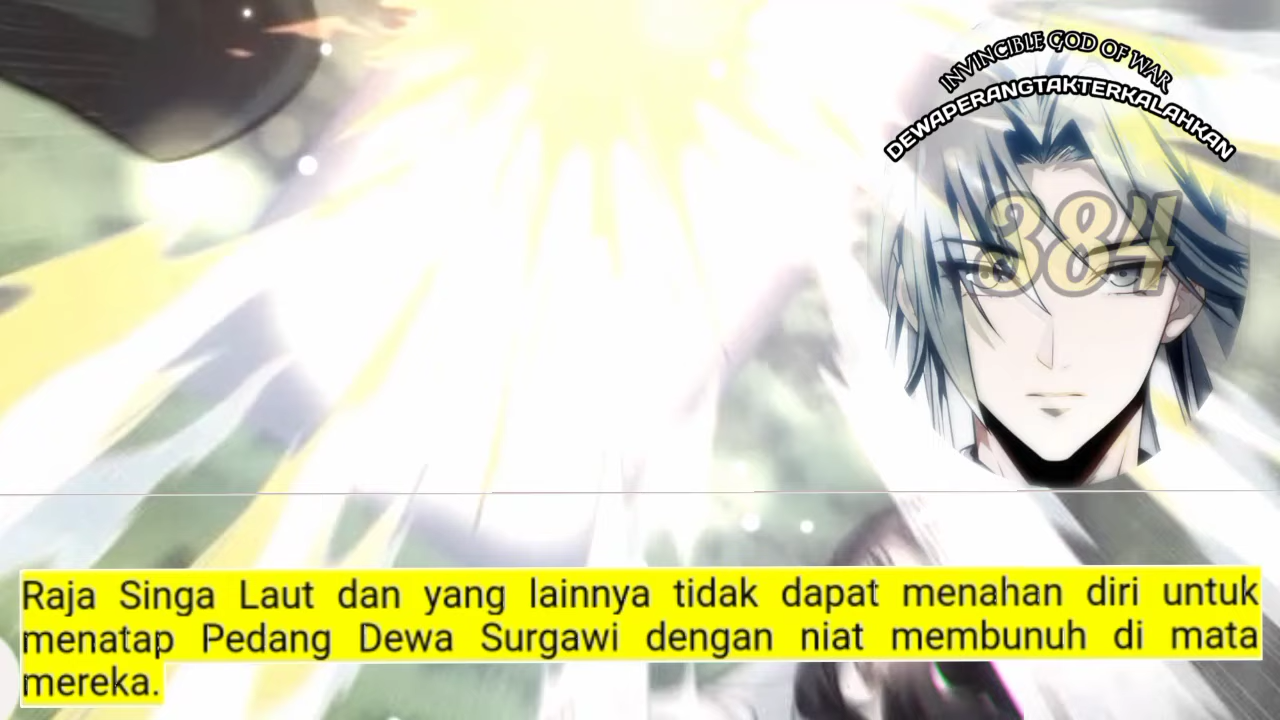 INVINCIBLE GOD OF WAR
DEWAPERANGTAKTERKALAHKAN
384
Raja Singa Laut dan yang lainnya tidak dapat menahan diri untuk
menatap Pedang Dewa Surgawi dengan niat membunuh di mata
mereka.